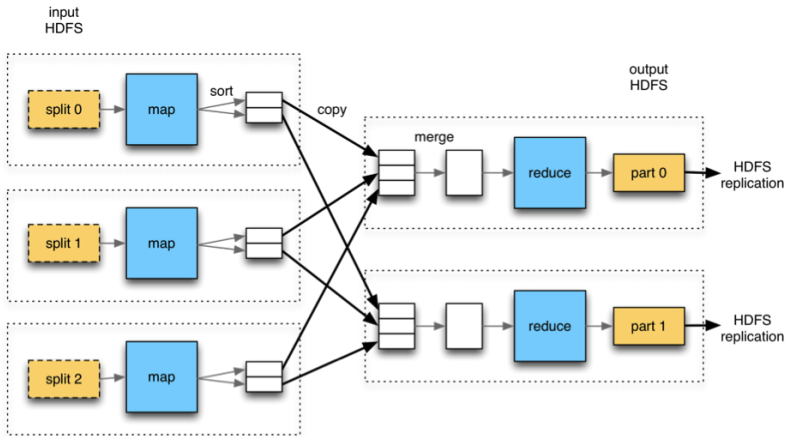 input
HDFS
split 0
map
sort
copy
split 1
map
split 2
map
output
HDFS
merge
reduce
part 0
HDFS
replication
reduce
part 1
HDFS
replication